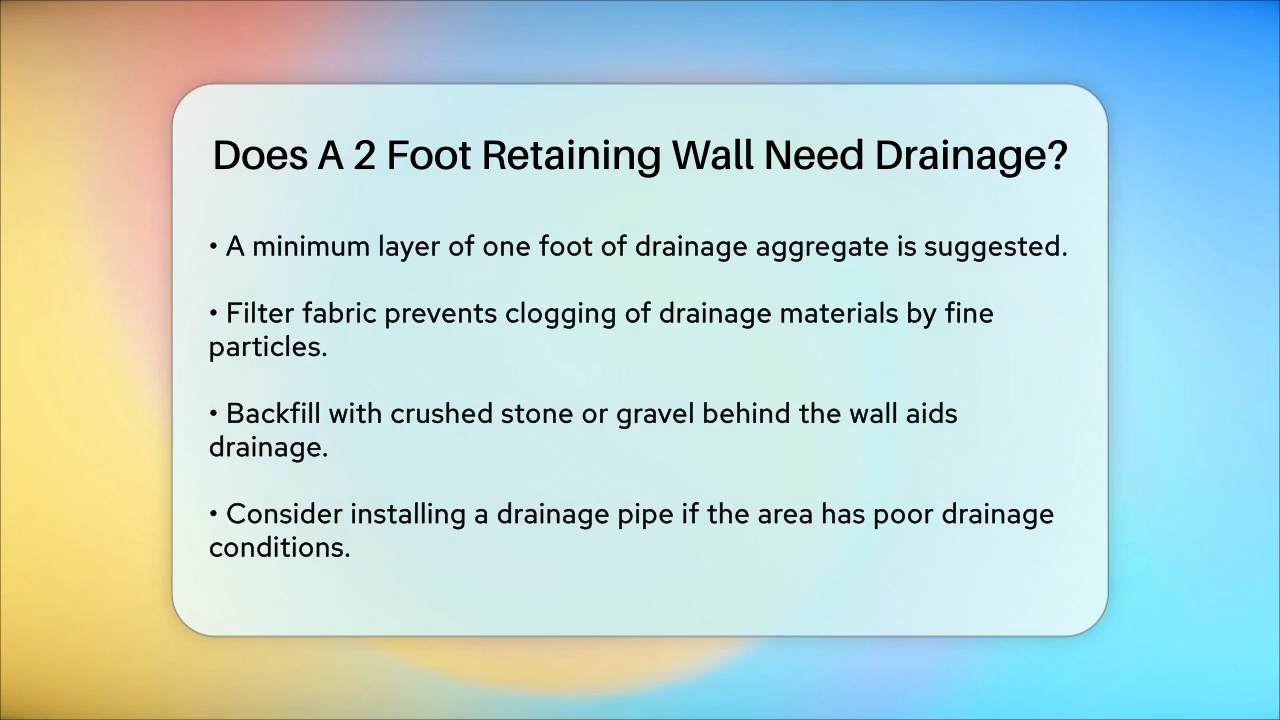 Does A 2 Foot Retaining Wall Need Drainage?
• A minimum layer of one foot of drainage aggregate is suggested.
• Filter fabric prevents clogging of drainage materials by fine
particles.
• Backfill with crushed stone or gravel behind the wall aids
drainage.
• Consider installing a drainage pipe if the area has poor drainage
conditions.